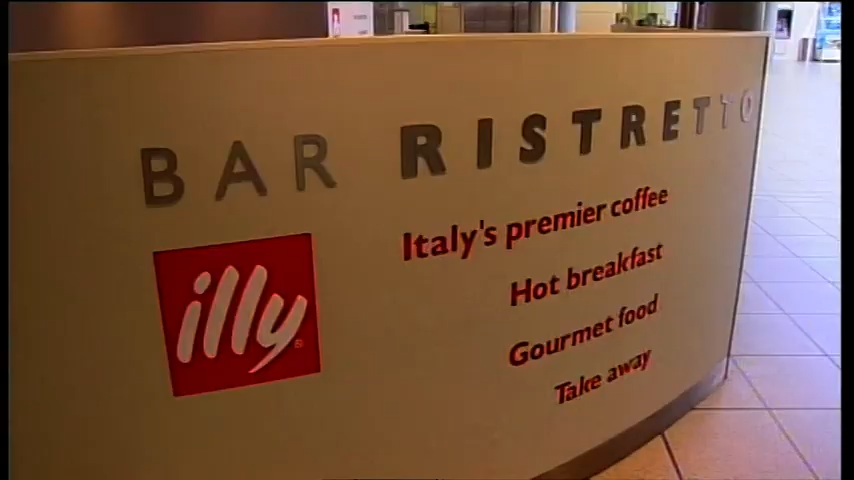 BAR RISTRETTO
illy®
Italy's premier coffee
Hot breakfast
Gourmet food
Take away